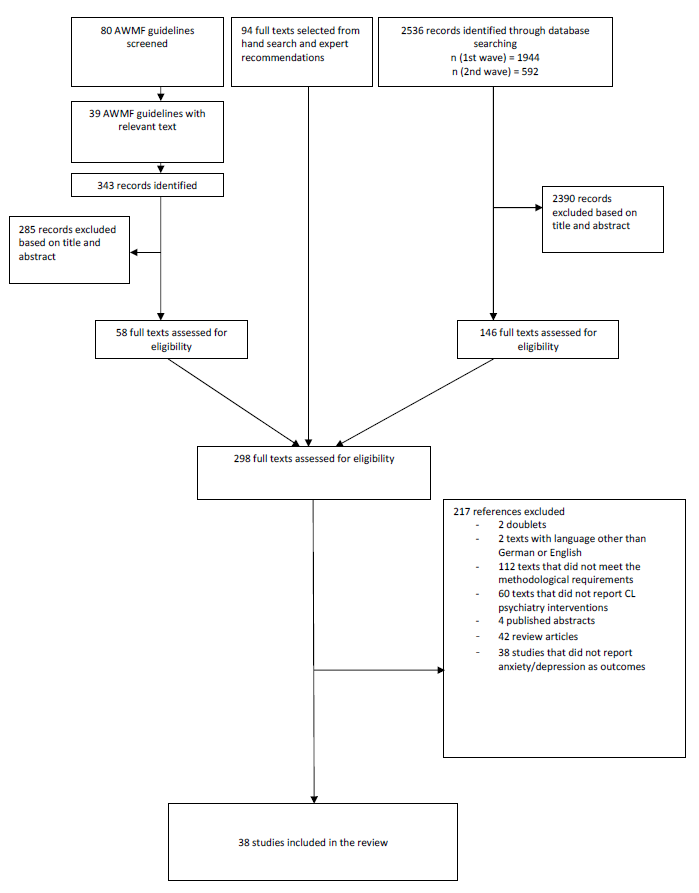 80 AWMF guidelines
screened
94 full texts selected from
hand search and expert
recommendations
2536 records identified through database
searching
n (1st wave) = 1944
n (2nd wave) = 592
39 AWMF guidelines with
relevant text
343 records identified
2390 records
excluded based on
title and abstract
285 records excluded
based on title and
abstract
58 full texts assessed for
eligibility
146 full texts assessed for
eligibility
298 full texts assessed for eligibility
217 references excluded
- 2 doublets
- 2 texts with language other than
German or English
- 112 texts that did not meet the
methodological requirements
- 60 texts that did not report CL
psychiatry interventions
- 4 published abstracts
- 42 review articles
- 38 studies that did not report
anxiety/depression as outcomes
38 studies included in the review